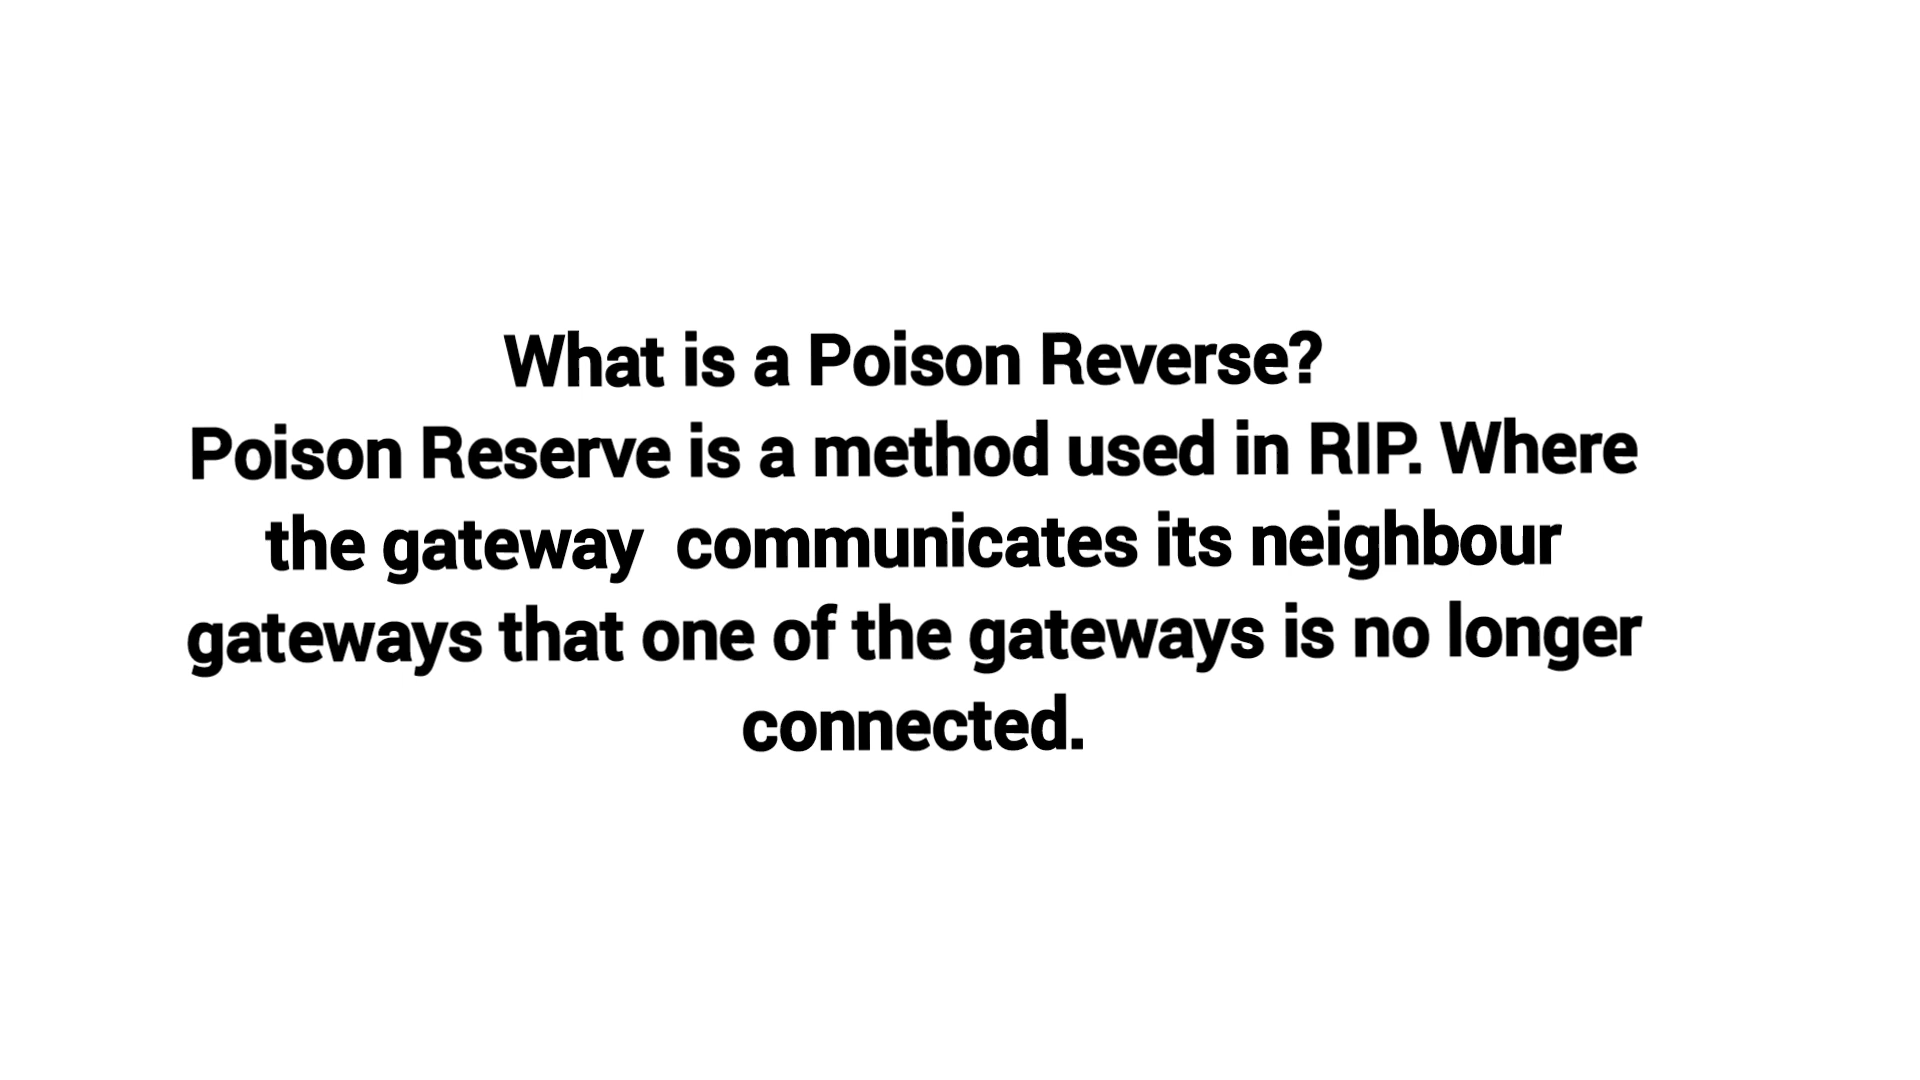 What is a Poison Reverse?
Poison Reserve is a method used in RIP. Where
the gateway  communicates its neighbour
gateways that one of the gateways is no longer
connected.